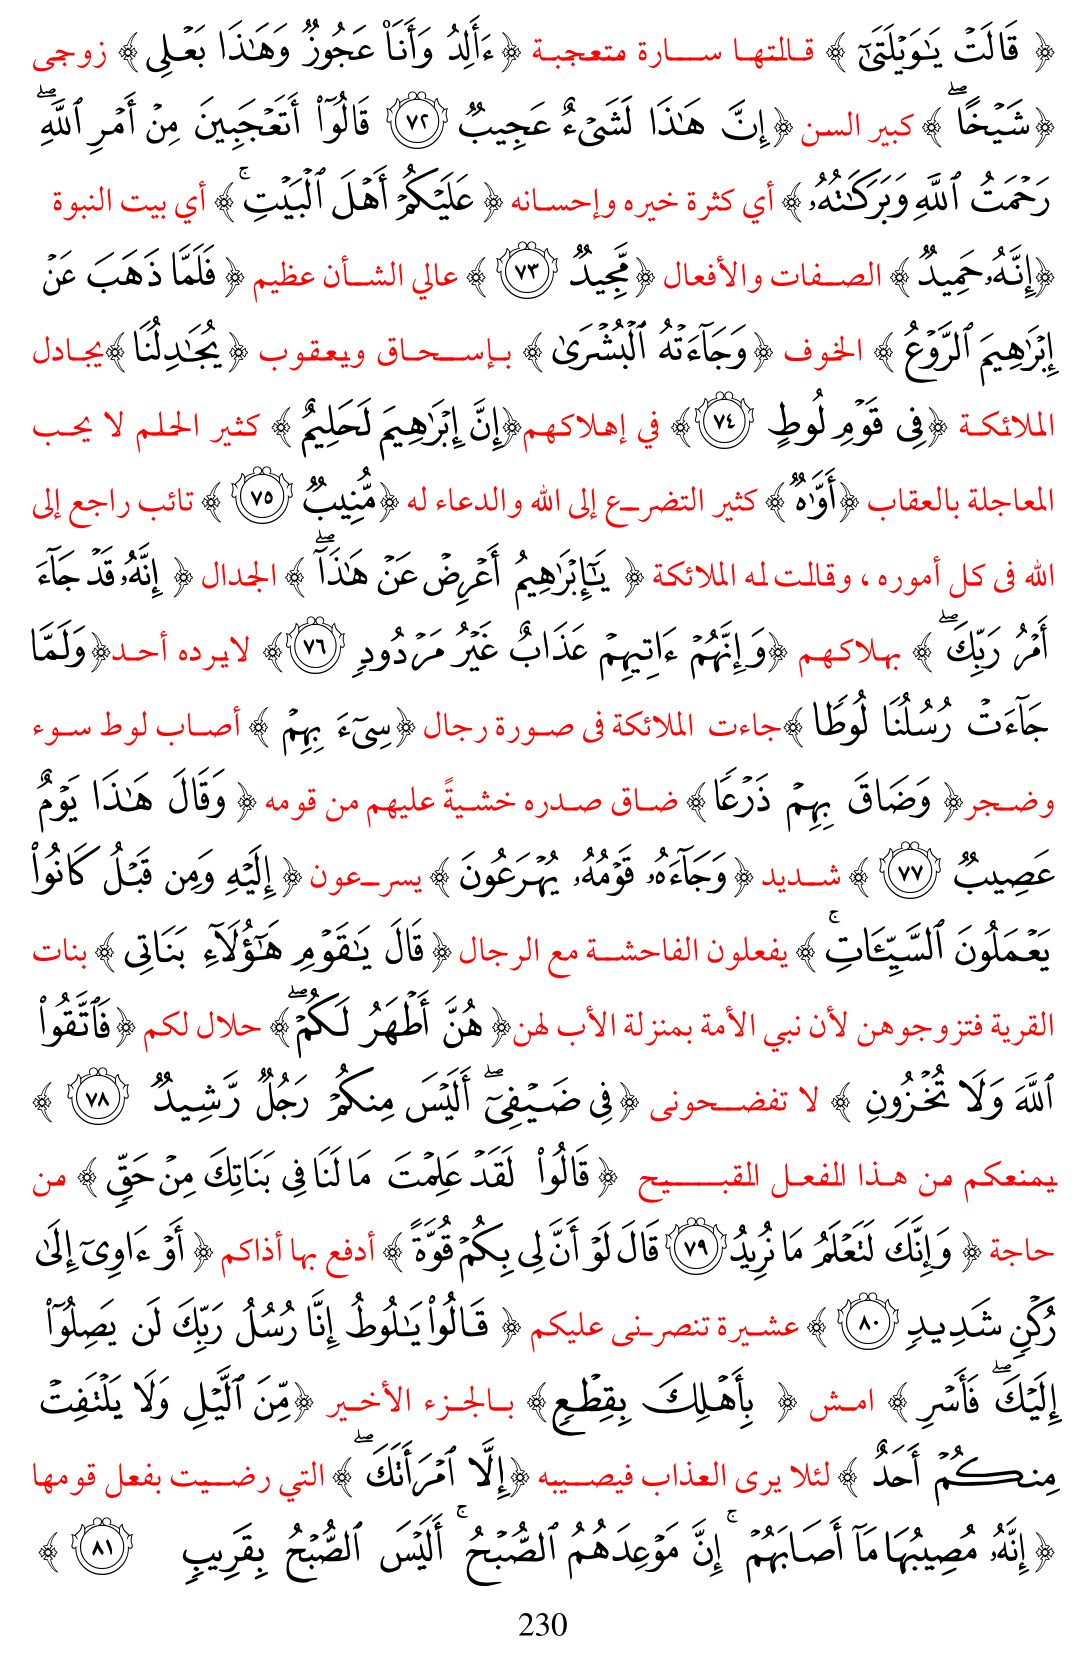 ﴿ قَالَتْ يَـٰوَيْلَتَىٰٓ ﴾ قالتها سارة متعجبة ﴿ ءَأَلِدُ وَأَنَا۠ عَجُوزٌ وَهَـٰذَا بَعْلِى ﴾ زوجى
﴿ شَيْخًا ۖ ﴾ كبير السن ﴿ إِنَّ هَـٰذَا لَشَىْءٌ عَجِيبٌ ٧٢ قَالُوٓا۟ أَتَعْجَبِينَ مِنْ أَمْرِ ٱللَّهِ ۖ
رَحْمَتُ ٱللَّهِ وَبَرَكَـٰتُهُۥ ﴾ أي كثرة خيره وإحسانه ﴿ عَلَيْكُمْ أَهْلَ ٱلْبَيْتِ ۚ ﴾ أي بيت النبوة
﴿ إِنَّهُۥ حَمِيدٌ ﴾ الصفات والأفعال ﴿ مَّجِيدٌ ٧٣ ﴾ عالي الشأن عظيم ﴿ فَلَمَّا ذَهَبَ عَنْ
إِبْرَٰهِيمَ ٱلرَّوْعُ ﴾ الخوف ﴿ وَجَآءَتْهُ ٱلْبُشْرَىٰ ﴾ بإسحاق ويعقوب ﴿ يُجَـٰدِلُنَا ﴾ يجادل
الملائكة ﴿ فِى قَوْمِ لُوطٍ ٧٤ ﴾ في إهلاكهم ﴿ إِنَّ إِبْرَٰهِيمَ لَحَلِيمٌ ﴾ كثير الحلم لا يحب
المعاجلة بالعقاب ﴿ أَوَّٰهٌ ﴾ كثير التضرع إلى الله والدعاء له ﴿ مُّنِيبٌ ٧٥ ﴾ تائب راجع إلى
الله فى كل أموره ، وقالت له الملائكة ﴿ يَـٰٓإِبْرَٰهِيمُ أَعْرِضْ عَنْ هَـٰذَآ ۖ ﴾ الجدال ﴿ إِنَّهُۥ قَدْ جَآءَ
أَمْرُ رَبِّكَ ۖ ﴾ بهلاكهم ﴿ وَإِنَّهُمْ ءَاتِيهِمْ عَذَابٌ غَيْرُ مَرْدُودٍ ٧٦ ﴾ لايرده أحد ﴿ وَلَمَّا
جَآءَتْ رُسُلُنَا لُوطًا ﴾ جاءت الملائكة فى صورة رجال ﴿ سِىٓءَ بِهِمْ ﴾ أصاب لوط سوء
وضجر ﴿ وَضَاقَ بِهِمْ ذَرْعًا ﴾ ضاق صدره خشيةً عليهم من قومه ﴿ وَقَالَ هَـٰذَا يَوْمٌ
عَصِيبٌ ٧٧ ﴾ شديد ﴿ وَجَآءَهُۥ قَوْمُهُۥ يُهْرَعُونَ ﴾ يسرعون ﴿ إِلَيْهِ وَمِن قَبْلُ كَانُوا۟
يَعْمَلُونَ ٱلسَّيِّـَٔاتِ ۚ ﴾ يفعلون الفاحشة مع الرجال ﴿ قَالَ يَـٰقَوْمِ هَـٰٓؤُلَآءِ بَنَاتِى ﴾ بنات
القرية فتزوجوهن لأن نبي الأمة بمنزلة الأب لهن ﴿ هُنَّ أَطْهَرُ لَكُمْ ۖ ﴾ حلال لكم ﴿ فَٱتَّقُوا۟
ٱللَّهَ وَلَا تُخْزُونِ ﴾ لا تفضحونى ﴿ فِى ضَيْفِىٓ ۖ أَلَيْسَ مِنكُمْ رَجُلٌ رَّشِيدٌ ٧٨ ﴾
يمنعكم من هذا الفعل القبيح ﴿ قَالُوا۟ لَقَدْ عَلِمْتَ مَا لَنَا فِى بَنَاتِكَ مِنْ حَقٍّ ﴾ من
حاجة ﴿ وَإِنَّكَ لَتَعْلَمُ مَا نُرِيدُ ٧٩ قَالَ لَوْ أَنَّ لِى بِكُمْ قُوَّةً ﴾ أدفع بها أذاكم ﴿ أَوْ ءَاوِىٓ إِلَىٰ
رُكْنٍ شَدِيدٍ ٨٠ ﴾ عشيرة تنصرنى عليكم ﴿ قَالُوا۟ يَـٰلُوطُ إِنَّا رُسُلُ رَبِّكَ لَن يَصِلُوٓا۟
إِلَيْكَ ۖ فَأَسْرِ ﴾ امش ﴿ بِأَهْلِكَ بِقِطْعٍ ﴾ بالجزء الأخير ﴿ مِّنَ ٱلَّيْلِ وَلَا يَلْتَفِتْ
مِنكُمْ أَحَدٌ ﴾ لئلا يرى العذاب فيصيبه ﴿ إِلَّا ٱمْرَأَتَكَ ۖ ﴾ التي رضيت بفعل قومها
﴿ إِنَّهُۥ مُصِيبُهَا مَآ أَصَابَهُمْ ۚ إِنَّ مَوْعِدَهُمُ ٱلصُّبْحُ ۚ أَلَيْسَ ٱلصُّبْحُ بِقَرِيبٍ ٨١ ﴾
230